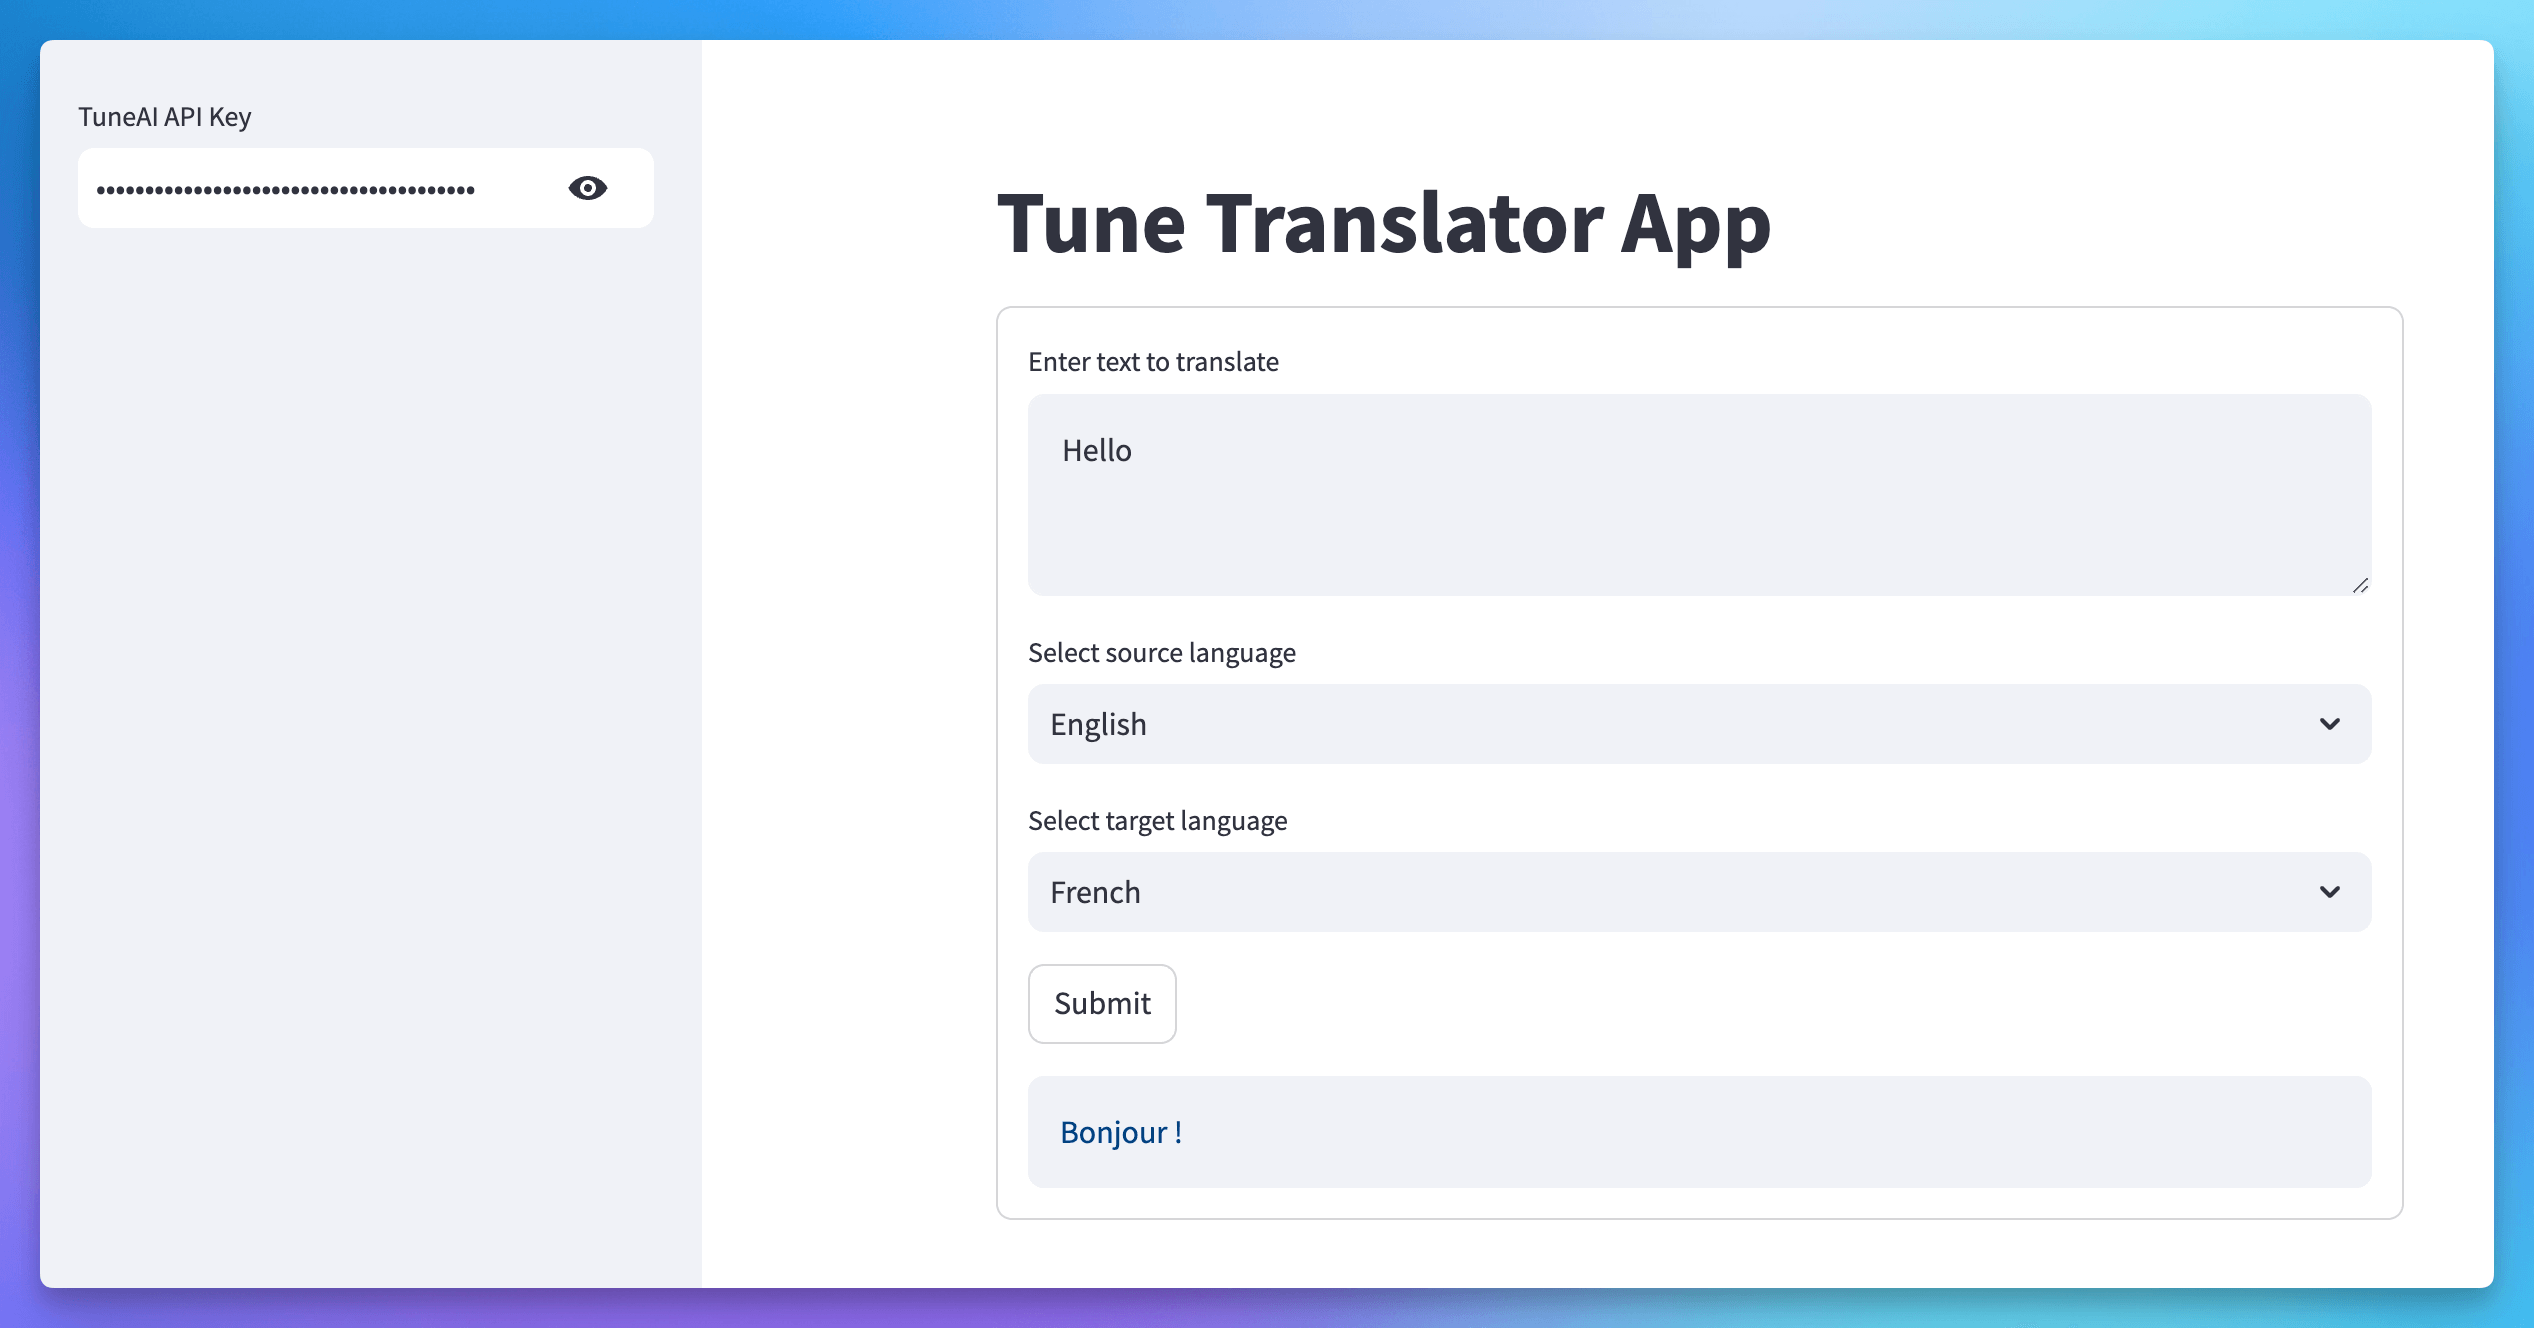 TuneAI API Key
•••••••••••••••••••••••••••••••••••••••
Tune Translator App
Enter text to translate
Hello
Select source language
English
Select target language
French
Submit
Bonjour !